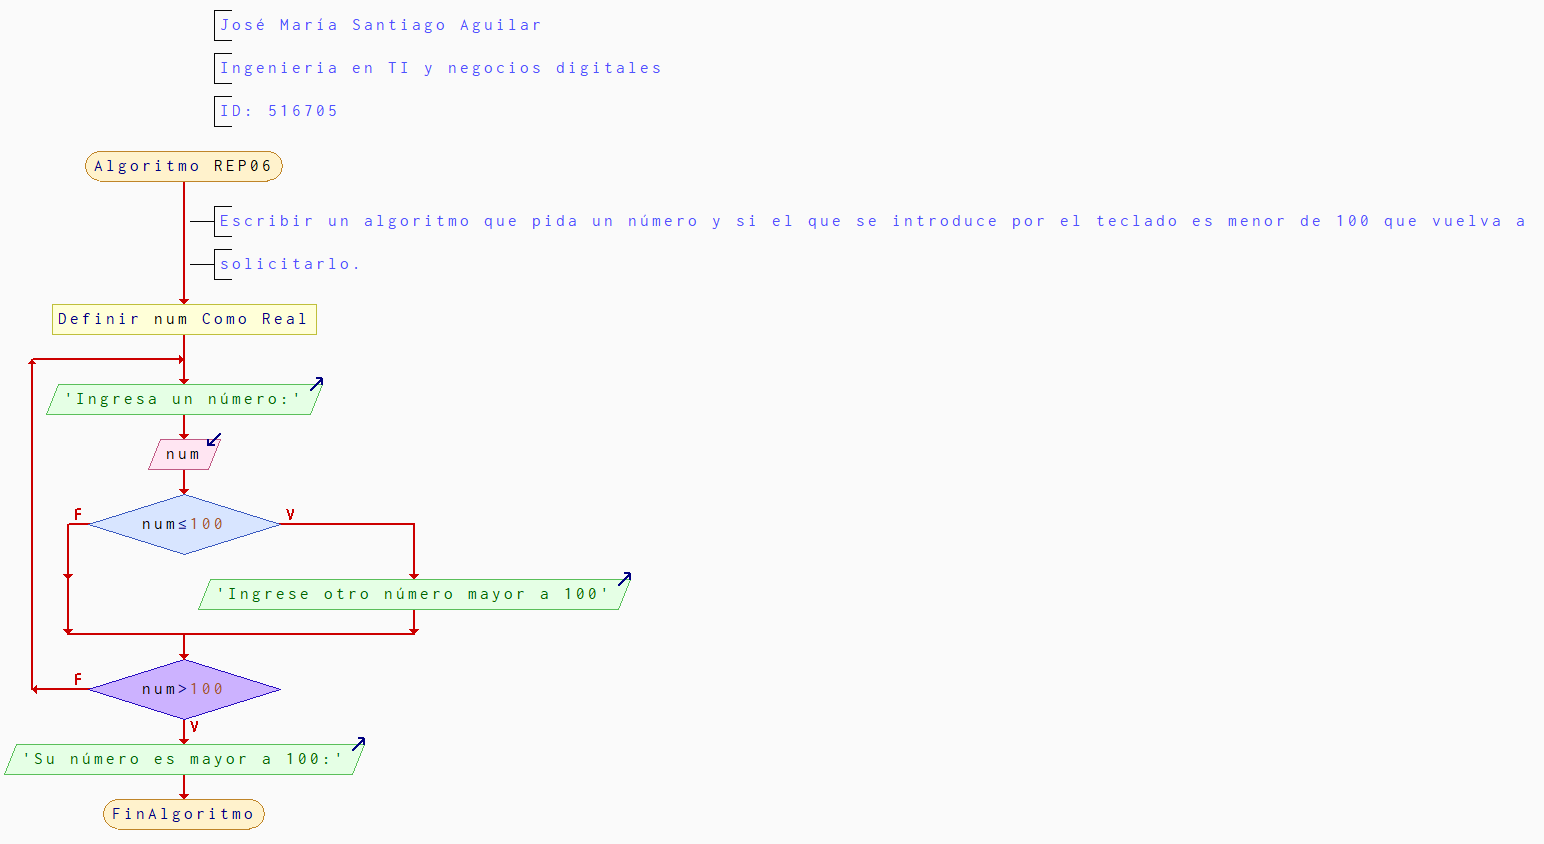 José María Santiago Aguilar
Ingenieria en TI y negocios digitales
ID: 516705
Algoritmo REP06
Escribir un algoritmo que pida un número y si el que se introduce por el teclado es menor de 100 que vuelva a
solicitarlo.
Definir num Como Real
'Ingresa un número:'
num
F
V
num≤100
'Ingrese otro número mayor a 100'
F
num>100
V
'Su número es mayor a 100:'
FinAlgoritmo